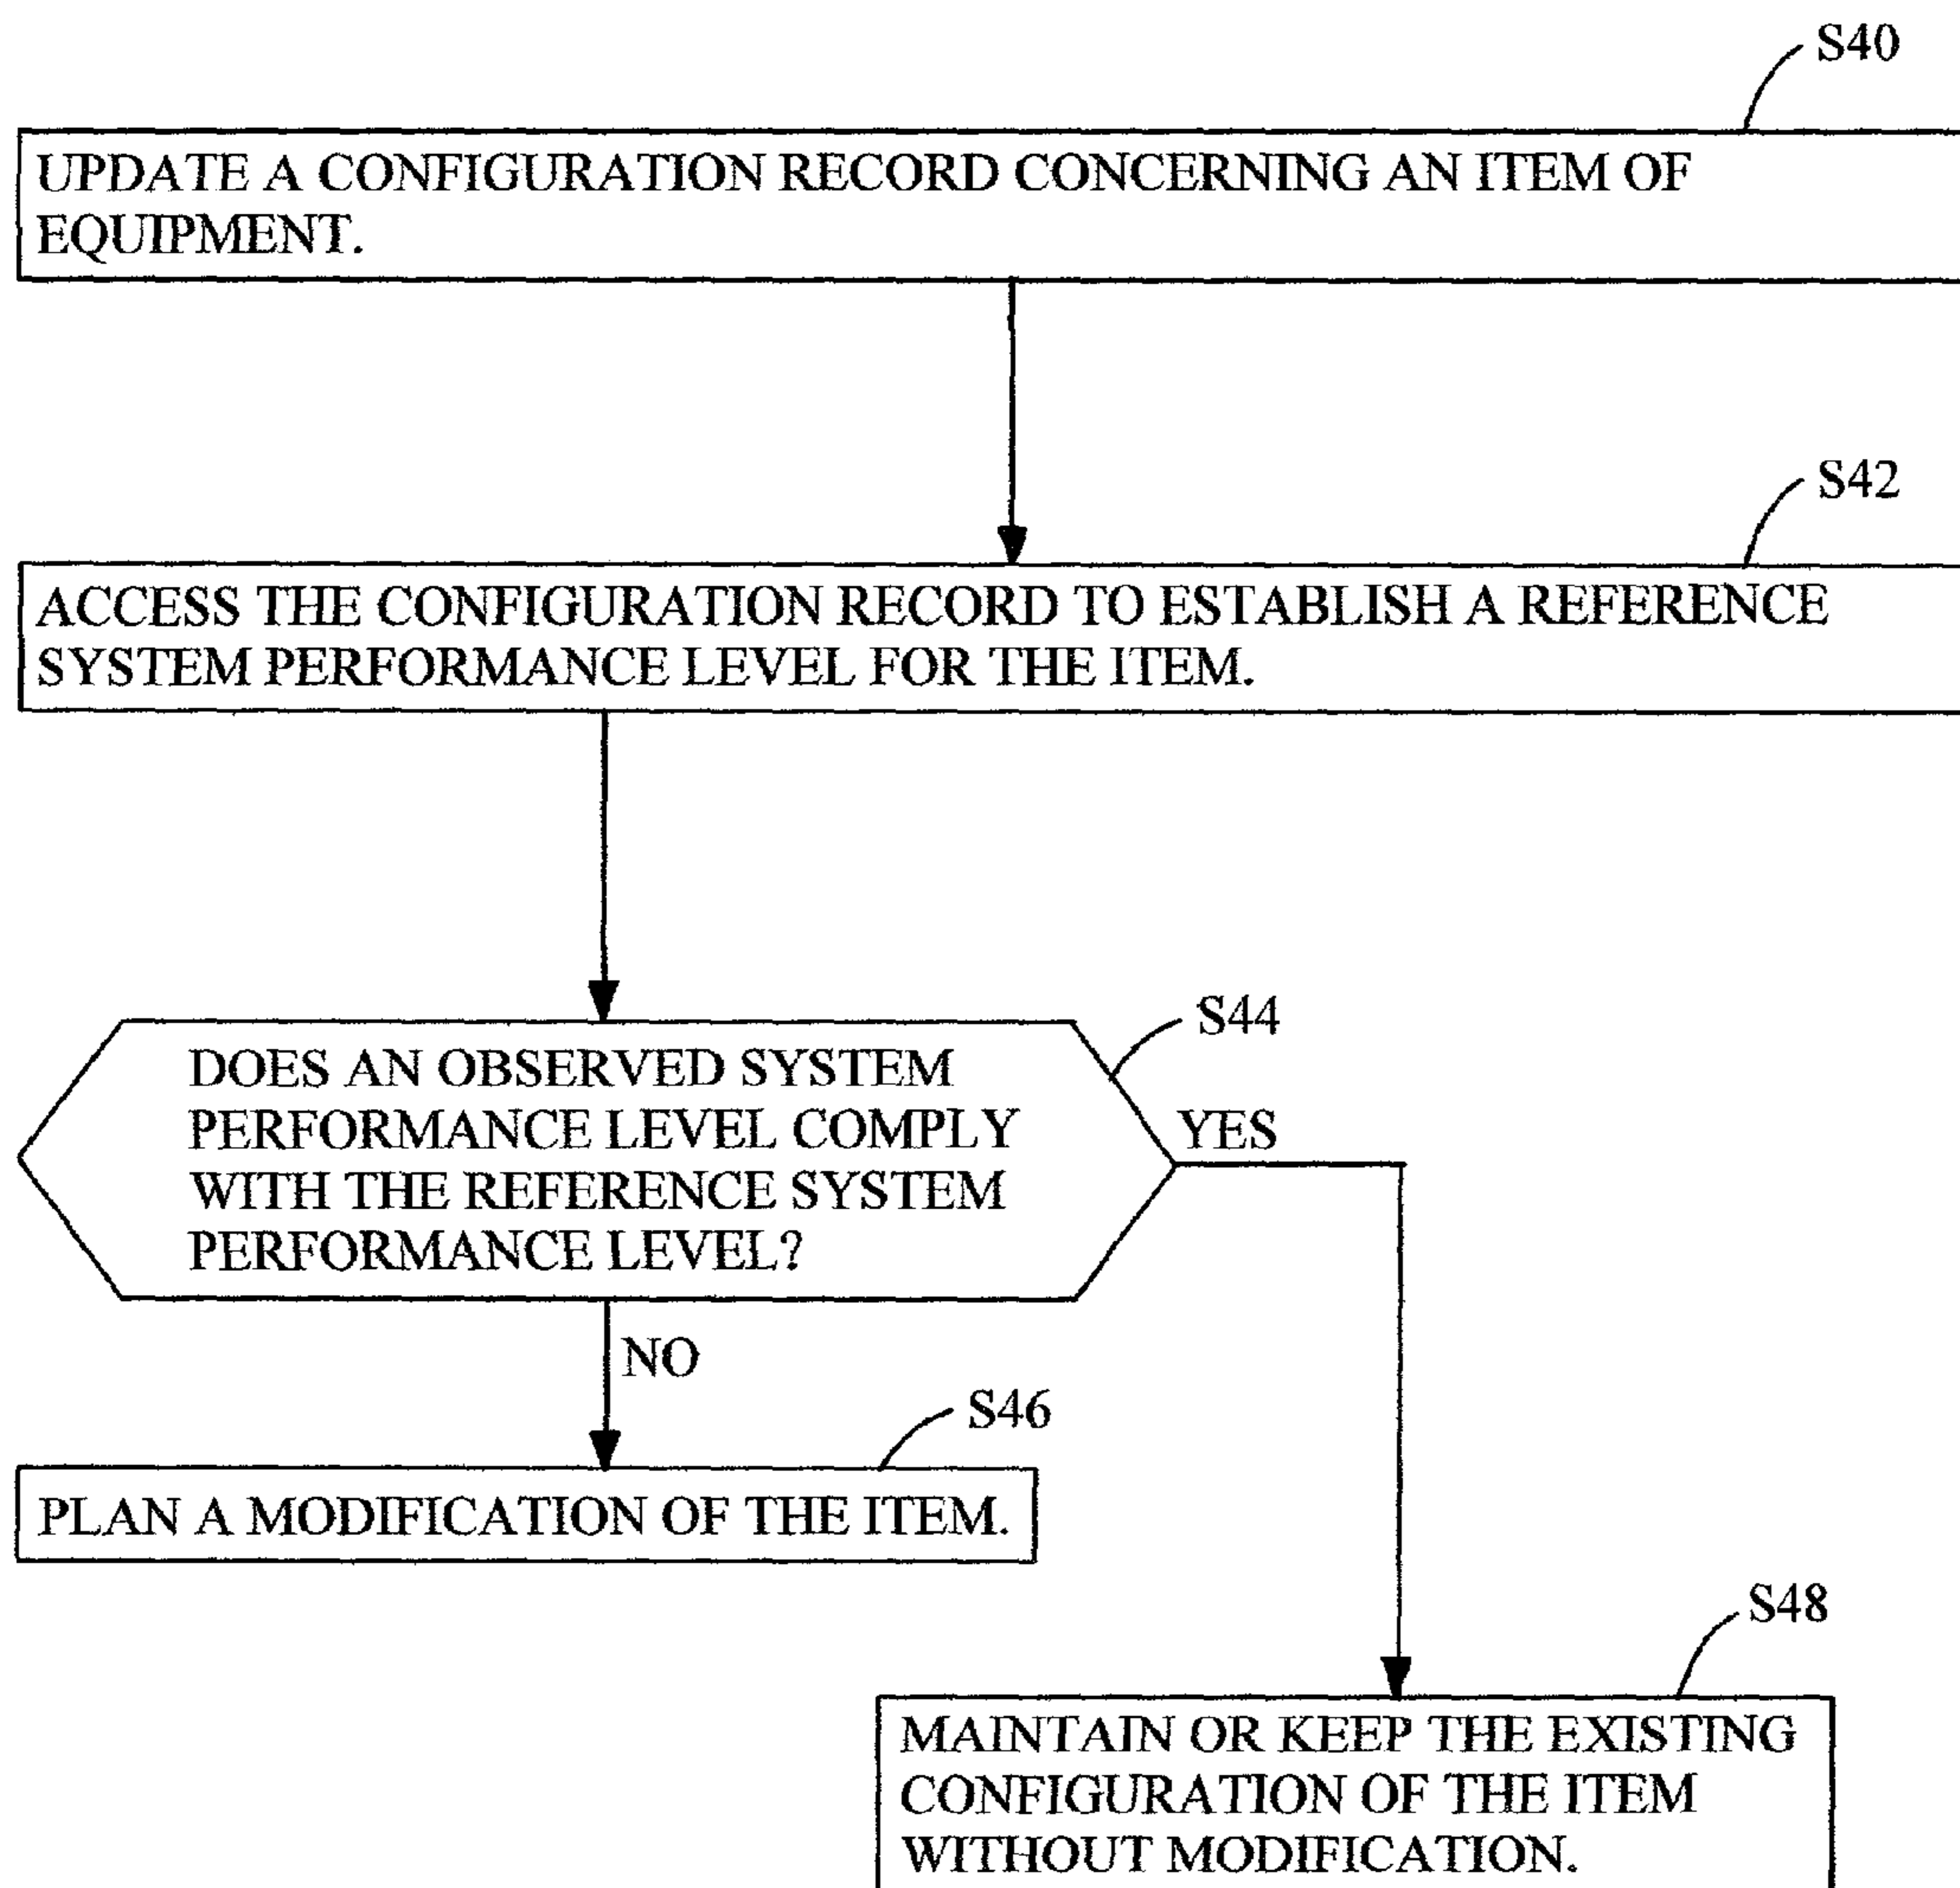 S40
UPDATE A CONFIGURATION RECORD CONCERNING AN ITEM OF
EQUIPMENT.
S42
ACCESS THE CONFIGURATION RECORD TO ESTABLISH A REFERENCE
SYSTEM PERFORMANCE LEVEL FOR THE ITEM.
S44
DOES AN OBSERVED SYSTEM
PERFORMANCE LEVEL COMPLY
WITH THE REFERENCE SYSTEM
PERFORMANCE LEVEL?
YES
NO
S46
PLAN A MODIFICATION OF THE ITEM.
S48
MAINTAIN OR KEEP THE EXISTING
CONFIGURATION OF THE ITEM
WITHOUT MODIFICATION.